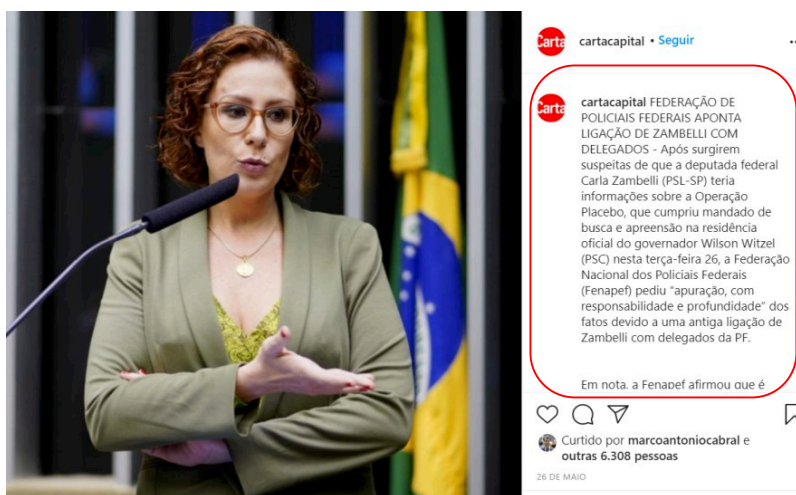 Carta
cartacapital • Seguir
Carta
cartacapital FEDERAÇÃO DE
POLICIAIS FEDERAIS APONTA
LIGAÇÃO DE ZAMBELLI COM
DELEGADOS - Após surgirem
suspeitas de que a deputada federal
Carla Zambelli (PSL-SP) teria
informações sobre a Operação
Placebo, que cumpriu mandado de
busca e apreensão na residência
oficial do governador Wilson Witzel
(PSC) nesta terça-feira 26, a Federação
Nacional dos Policiais Federais
(Fenapef) pediu “apuração, com
responsabilidade e profundidade” dos
fatos devido a uma antiga ligação de
Zambelli com delegados da PF.
Em nota, a Fenapef afirmou que é
Curtido por marcoantoniocabral e
outras 6.308 pessoas
26 DE MAIO